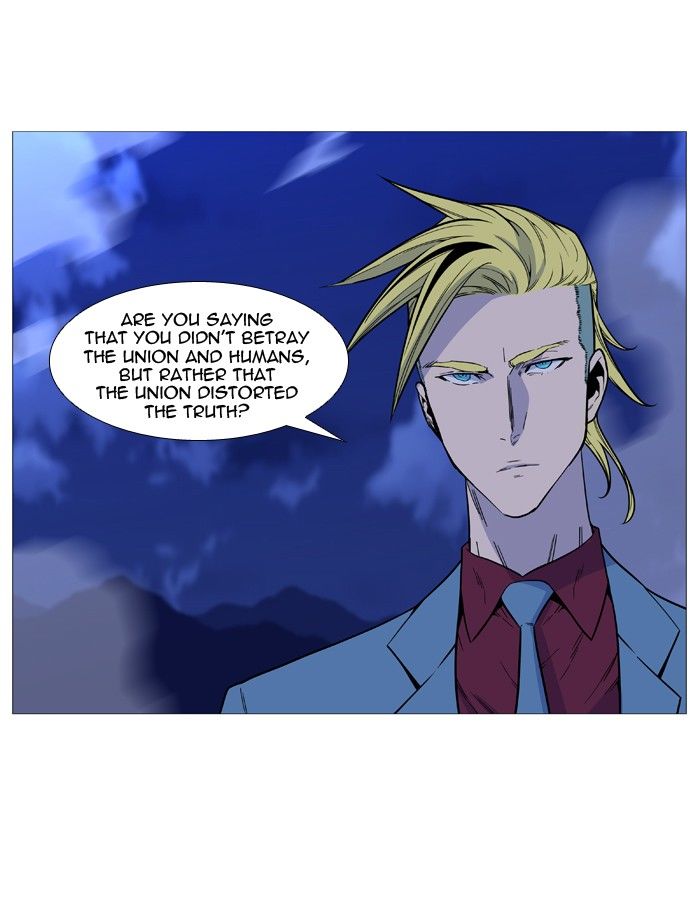 ARE YOU SAYING
THAT YOU DIDN'T BETRAY
THE UNION AND HUMANS,
BUT RATHER THAT
THE UNION DISTORTED
THE TRUTH?